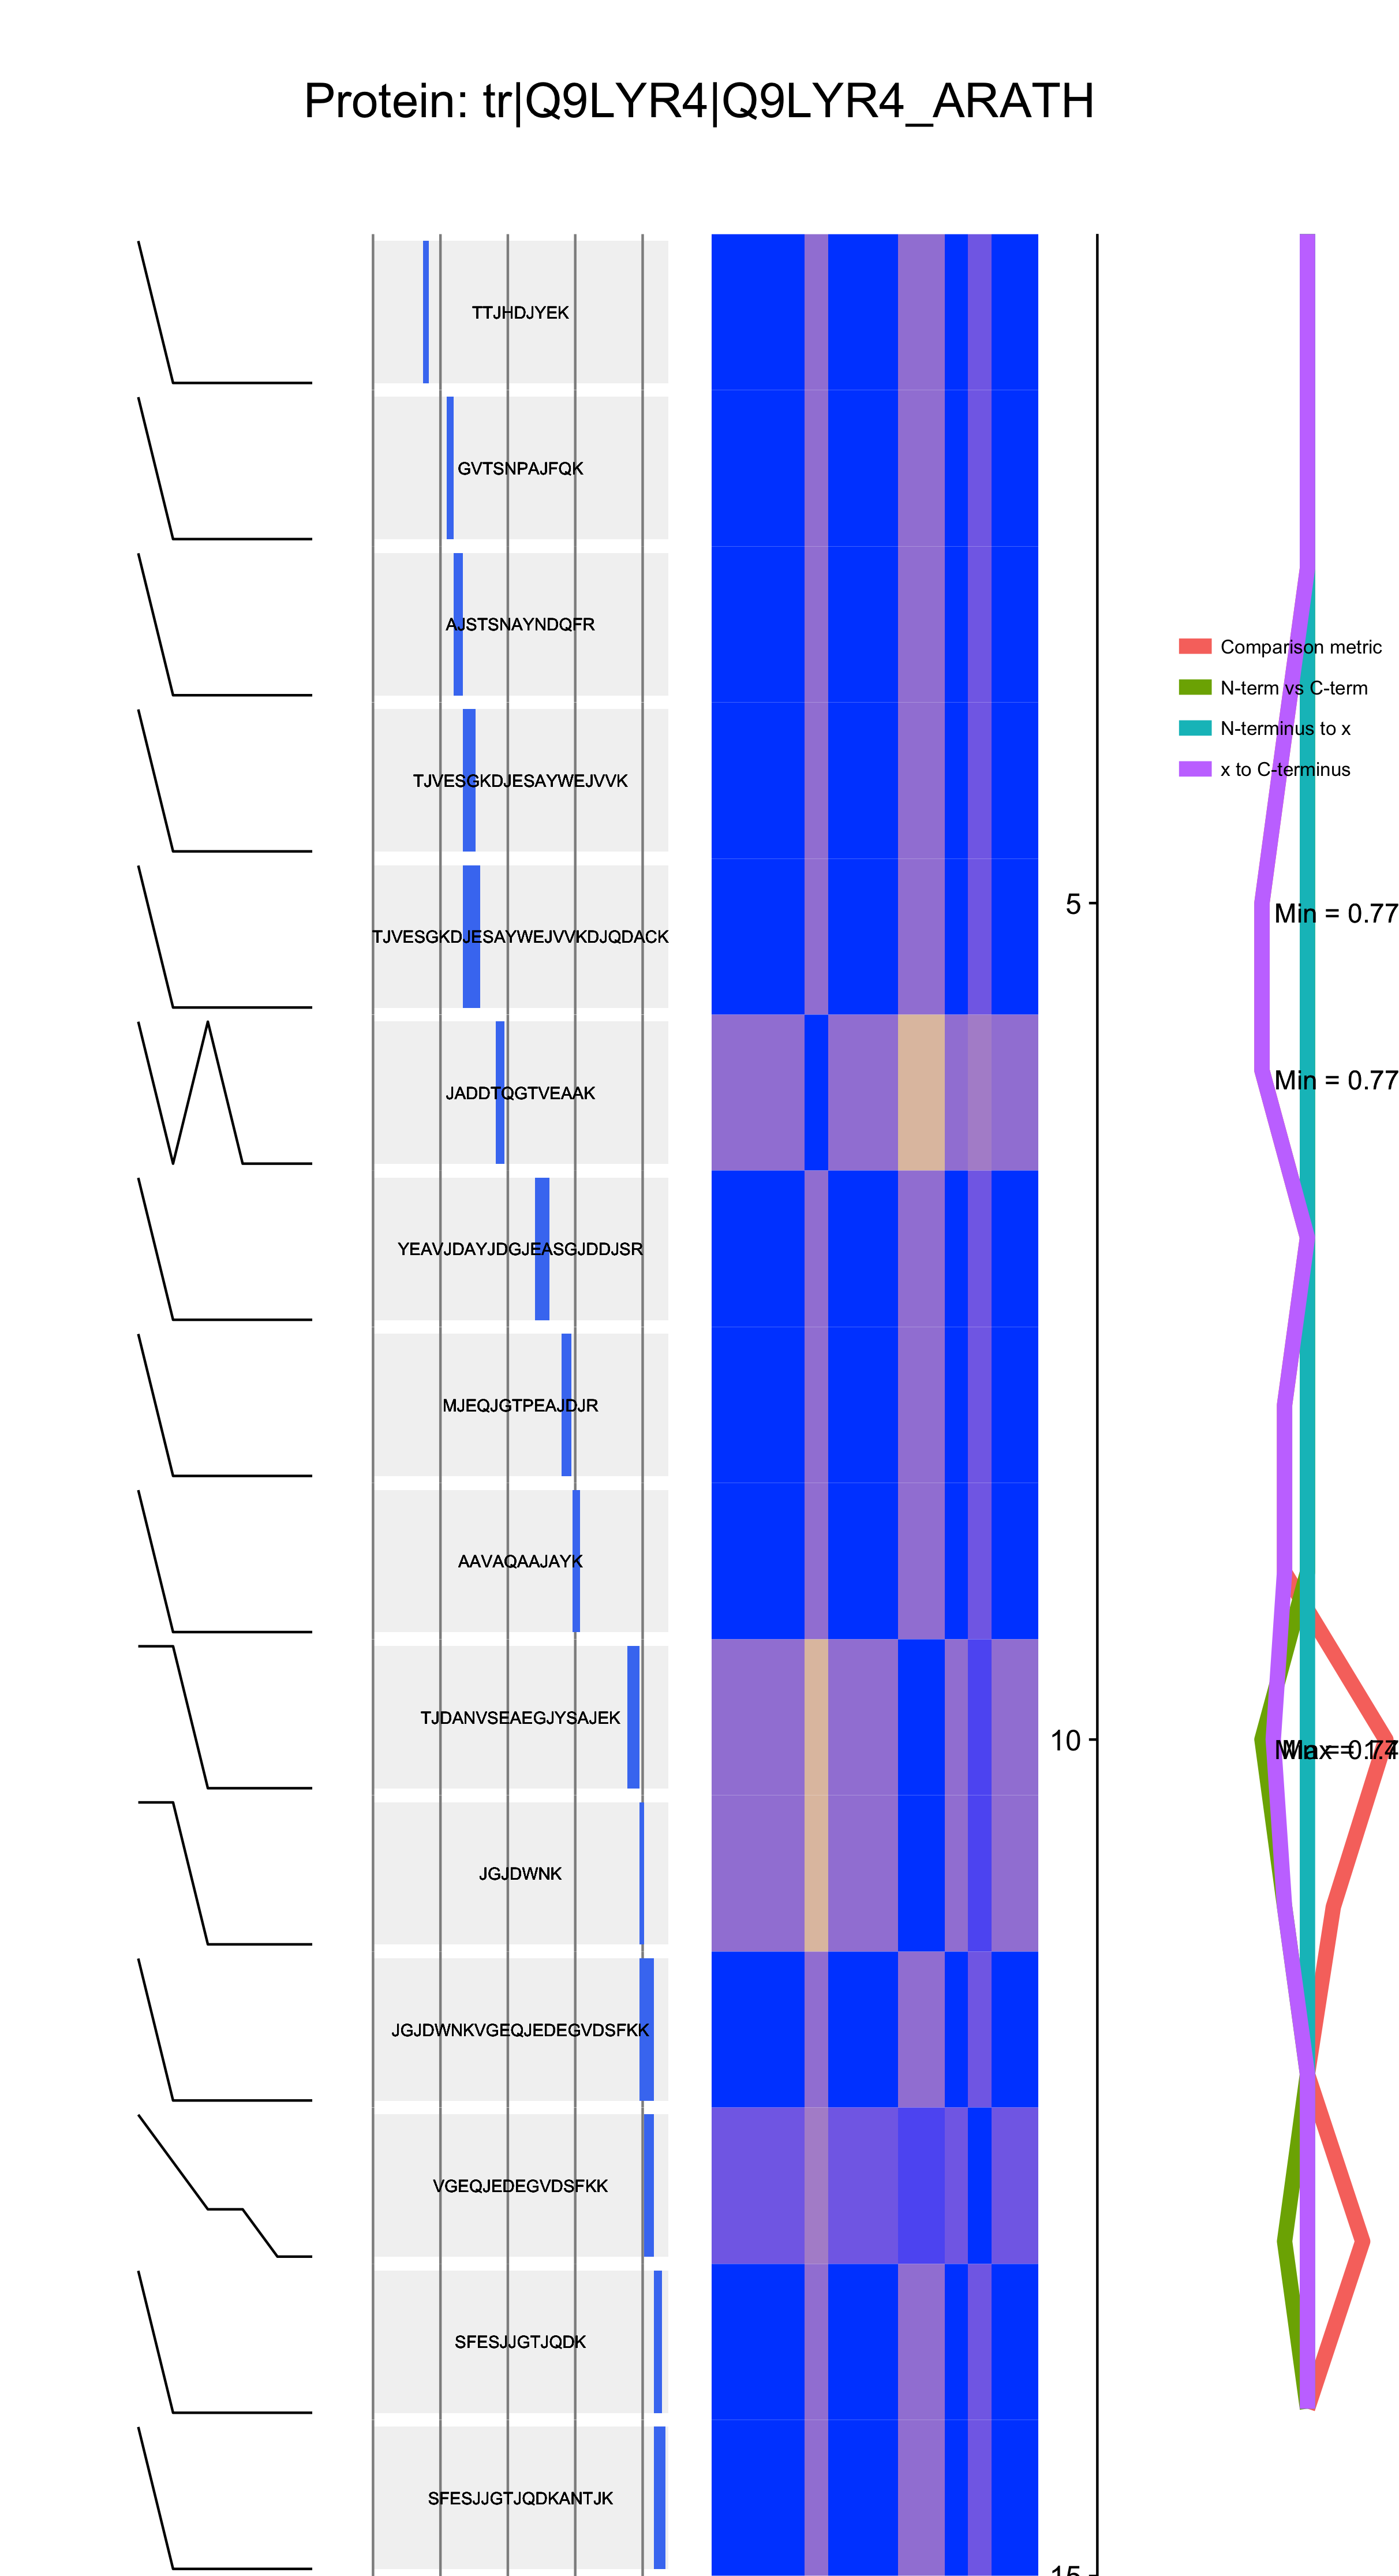 Protein: tr|Q9LYR4|Q9LYR4_ARATH
TTJHDJYEK
GVTSNPAJFQK
AJSTSNAYNDQFR
Comparison metric
N-term vs C-term
N-terminus to x
x to C-terminus
TJVESGKDJESAYWEJVVK
5
Min = 0.77
TJVESGKDJESAYWEJVVKDJQDACK
Min = 0.77
JADDTQGTVEAAK
YEAVJDAYJDGJEASGJDDJSR
MJEQJGTPEAJDJR
AAVAQAAJAYK
TJDANVSEAEGJYSAJEK
10
JGJDWNK
JGJDWNKVGEQJEDEGVDSFKK
VGEQJEDEGVDSFKK
SFESJJGTJQDK
SFESJJGTJQDKANTJK
15